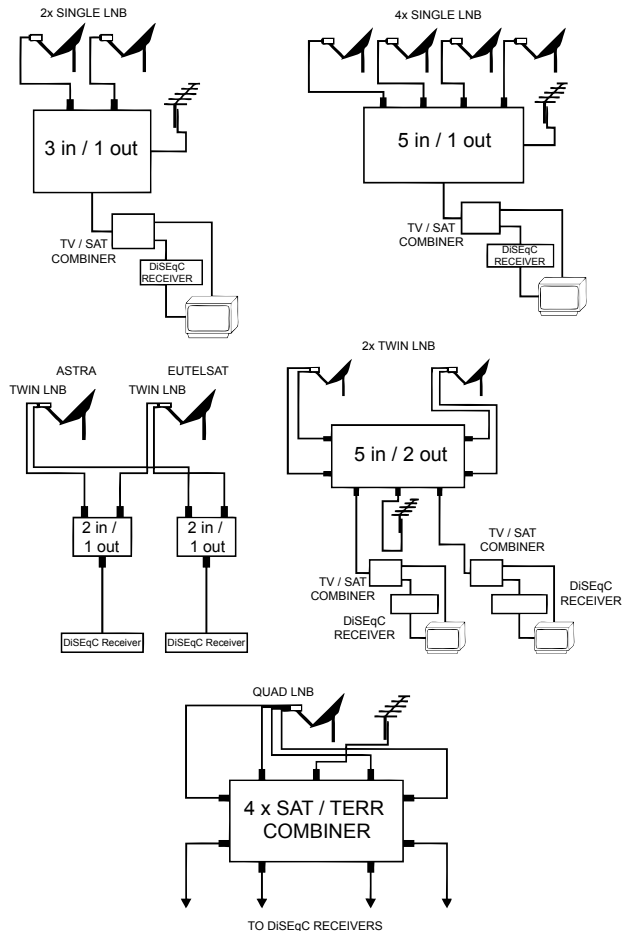 2x SINGLE LNB
3 in / 1 out
TV / SAT
COMBINER
DiSEqC
RECEIVER
4x SINGLE LNB
5 in / 1 out
TV / SAT
COMBINER
DiSEqC
RECEIVER
ASTRA
EUTELSAT
TWIN LNB
TWIN LNB
2 in /
1 out
2 in /
1 out
DiSEqC Receiver
DiSEqC Receiver
2x TWIN LNB
5 in / 2 out
TV / SAT
COMBINER
DiSEqC
RECEIVER
TV / SAT
COMBINER
DiSEqC
RECEIVER
QUAD LNB
4 x SAT / TERR
COMBINER
TO DiSEqC RECEIVERS